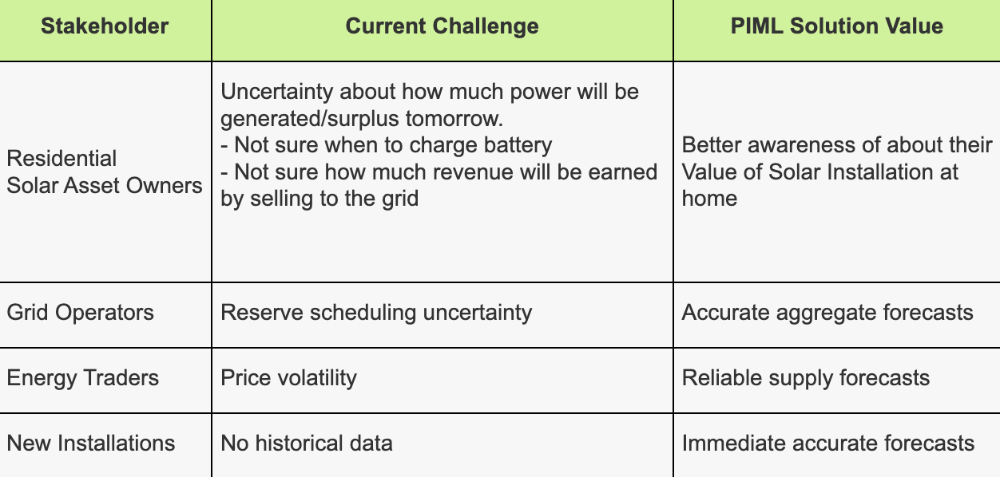 Stakeholder
Current Challenge
PIML Solution Value
Residential
Solar Asset Owners
Uncertainty about how much power will be
generated/surplus tomorrow.
- Not sure when to charge battery
- Not sure how much revenue will be earned
by selling to the grid
Better awareness of about their
Value of Solar Installation at
home
Grid Operators
Reserve scheduling uncertainty
Accurate aggregate forecasts
Energy Traders
Price volatility
Reliable supply forecasts
New Installations
No historical data
Immediate accurate forecasts